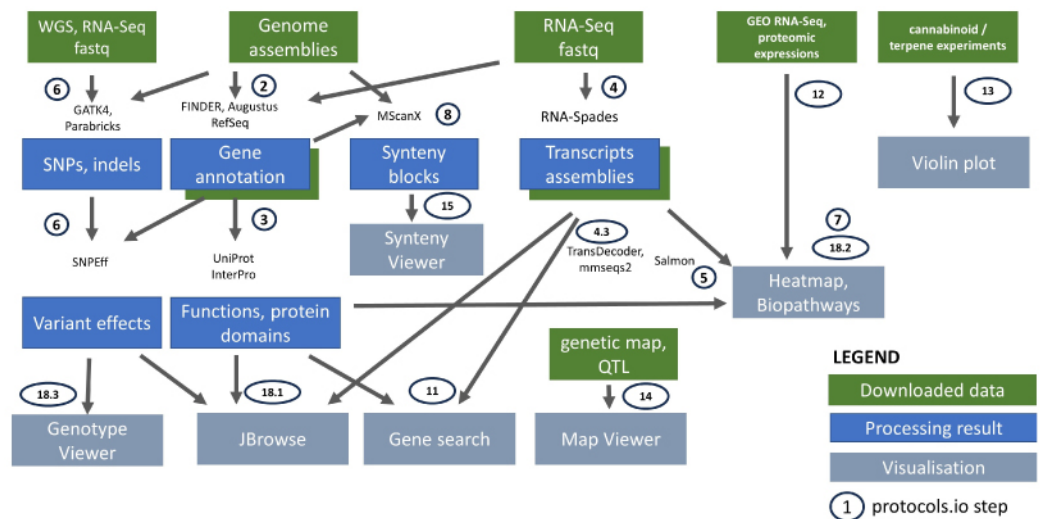 WGS, RNA-Seq
fastq
Genome
assemblies
RNA-Seq
fastq
GEO RNA-Seq,
proteomic
expressions
cannabinoid /
terpene experiments
6
GATK4,
Parabricks
2
FINDER, Augustus
RefSeq
MScanX
8
4
RNA-Spades
12
13
SNPs, indels
Gene
annotation
Synteny
blocks
Transcripts
assemblies
Violin plot
6
SNPEff
3
UniProt
InterPro
15
Synteny
Viewer
4.3
TransDecoder,
mmseqs2
Salmon
5
7
18.2
Heatmap,
Biopathways
Variant effects
Functions, protein
domains
genetic map,
QTL
18.3
18.1
11
14
Genotype
Viewer
JBrowse
Gene search
Map Viewer
LEGEND
Downloaded data
Processing result
Visualisation
1 protocols.io step